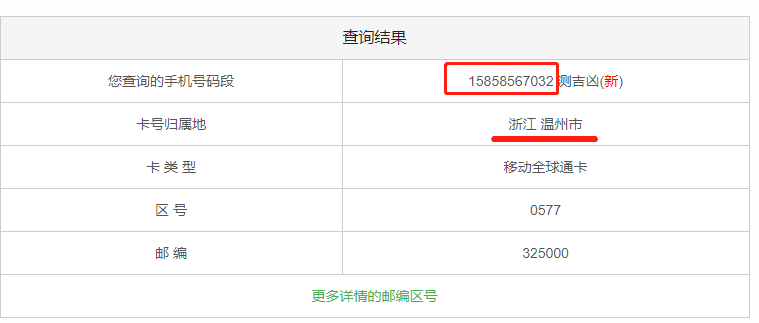 查询结果
您查询的手机号码段 15858567032 测吉凶(新)
卡号归属地 浙江 温州市
卡 类 型 移动全球通卡
区 号 0577
邮 编 325000
更多详情的邮编区号